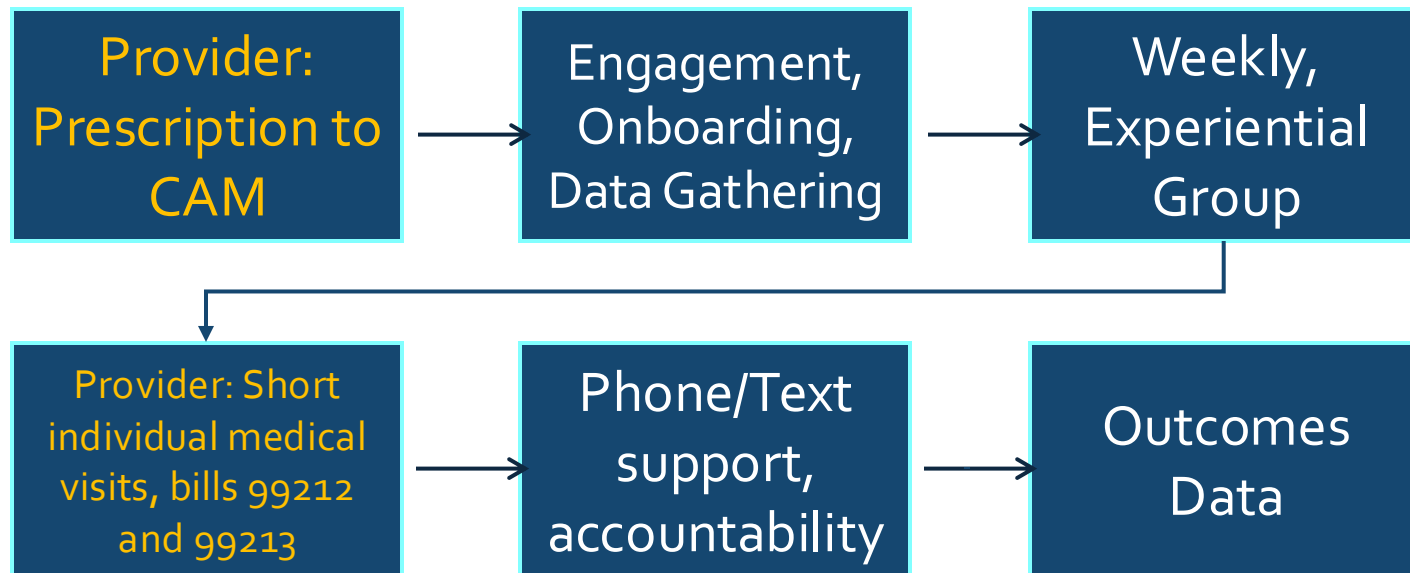 Provider:
Prescription to
CAM
Engagement,
Onboarding,
Data Gathering
Weekly,
Experiential
Group
Provider: Short
individual medical
visits, bills 99212
and 99213
Phone/Text
support,
accountability
Outcomes
Data